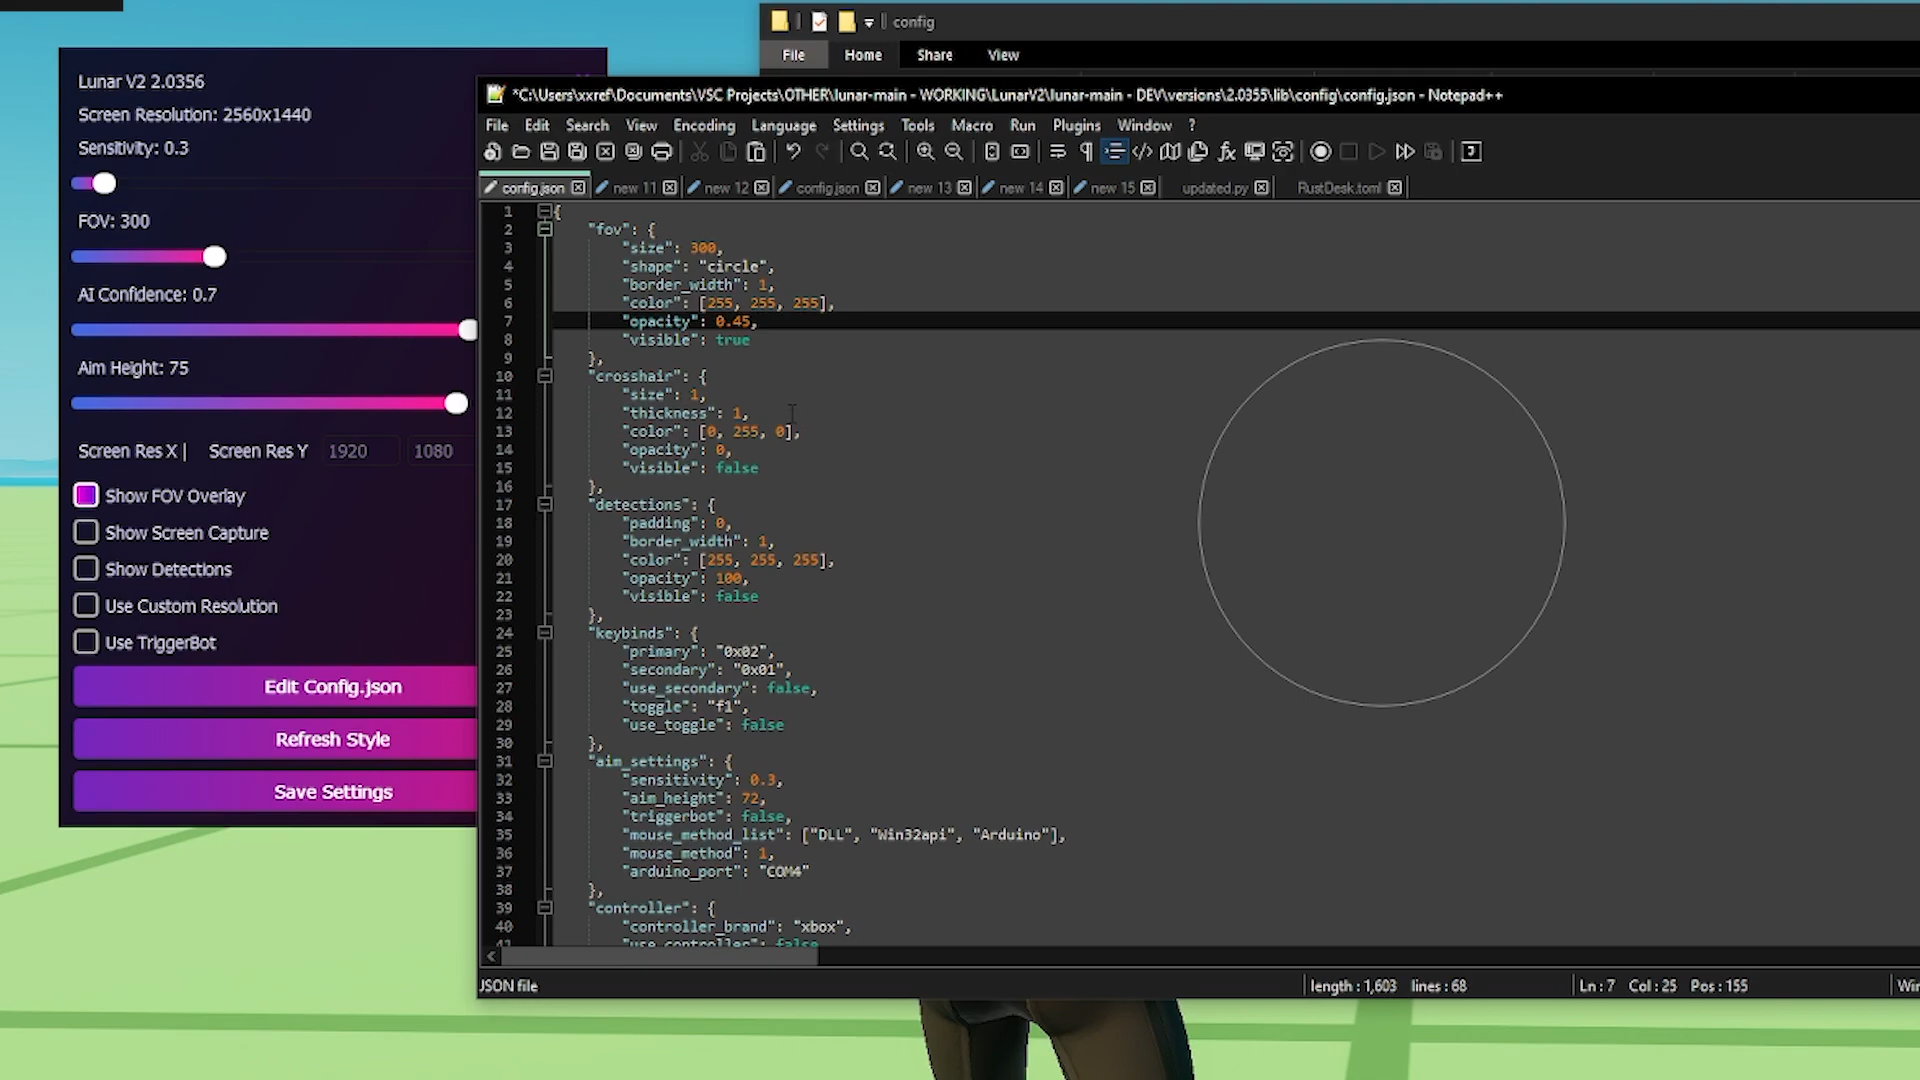 config
File Home Share View
Lunar V2 2.0356
Screen Resolution: 2560x1440
Sensitivity: 0.3
FOV: 300
AI Confidence: 0.7
Aim Height: 75
Screen Res X | Screen Res Y 1920 1080
Show FOV Overlay
Show Screen Capture
Show Detections
Use Custom Resolution
Use TriggerBot
Edit Config.json
Refresh Style
Save Settings
*C:\Users\xxref\Documents\VSC Projects\OTHER\lunar-main - WORKING\LunarV2\lunar-main - DEV\versions\2.0355\lib\config\config.json - Notepad++
File Edit Search View Encoding Language Settings Tools Macro Run Plugins Window ?
config.json new 11 new 12 config.json new 13 new 14 new 15 updated.py RustDesk.toml
1 {
2 "fov": {
3 "size": 300,
4 "shape": "circle",
5 "border_width": 1,
6 "color": [255, 255, 255],
7 "opacity": 0.45,
8 "visible": true
9 },
10 "crosshair": {
11 "size": 1,
12 "thickness": 1,
13 "color": [0, 255, 0],
14 "opacity": 0,
15 "visible": false
16 },
17 "detections": {
18 "padding": 0,
19 "border_width": 1,
20 "color": [255, 255, 255],
21 "opacity": 100,
22 "visible": false
23 },
24 "keybinds": {
25 "primary": "0x02",
26 "secondary": "0x01",
27 "use_secondary": false,
28 "toggle": "f1",
29 "use_toggle": false
30 },
31 "aim_settings": {
32 "sensitivity": 0.3,
33 "aim_height": 72,
34 "triggerbot": false,
35 "mouse_method_list": ["DLL", "Win32api", "Arduino"],
36 "mouse_method": 1,
37 "arduino_port": "COM4"
38 },
39 "controller": {
40 "controller_brand": "xbox",
41 "use_controller": false
JSON file length : 1,603 lines : 68 Ln : 7 Col : 25 Pos : 155 Win